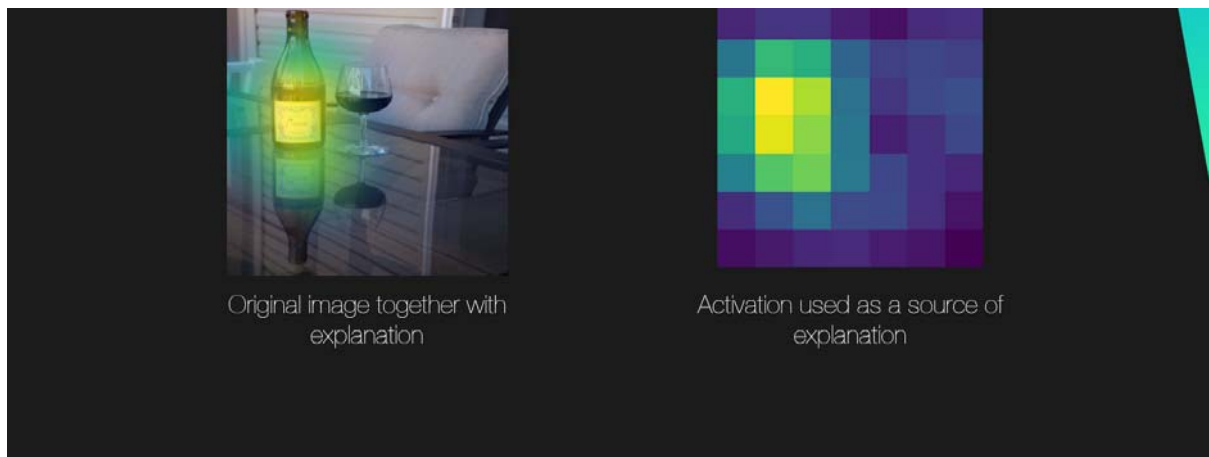 Original image together with
explanation
Activation used as a source of
explanation